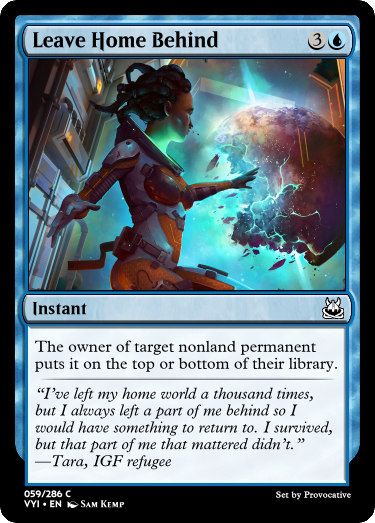 Leave Home Behind 3
Instant
The owner of target nonland permanent
puts it on the top or bottom of their library.
“I’ve left my home world a thousand times,
but I always left a part of me behind so I
would have something to return to. I survived,
but that part of me that mattered didn’t.”
—Tara, IGF refugee
059/286 C
VYI • EN Sam Kemp
Set by Provocative